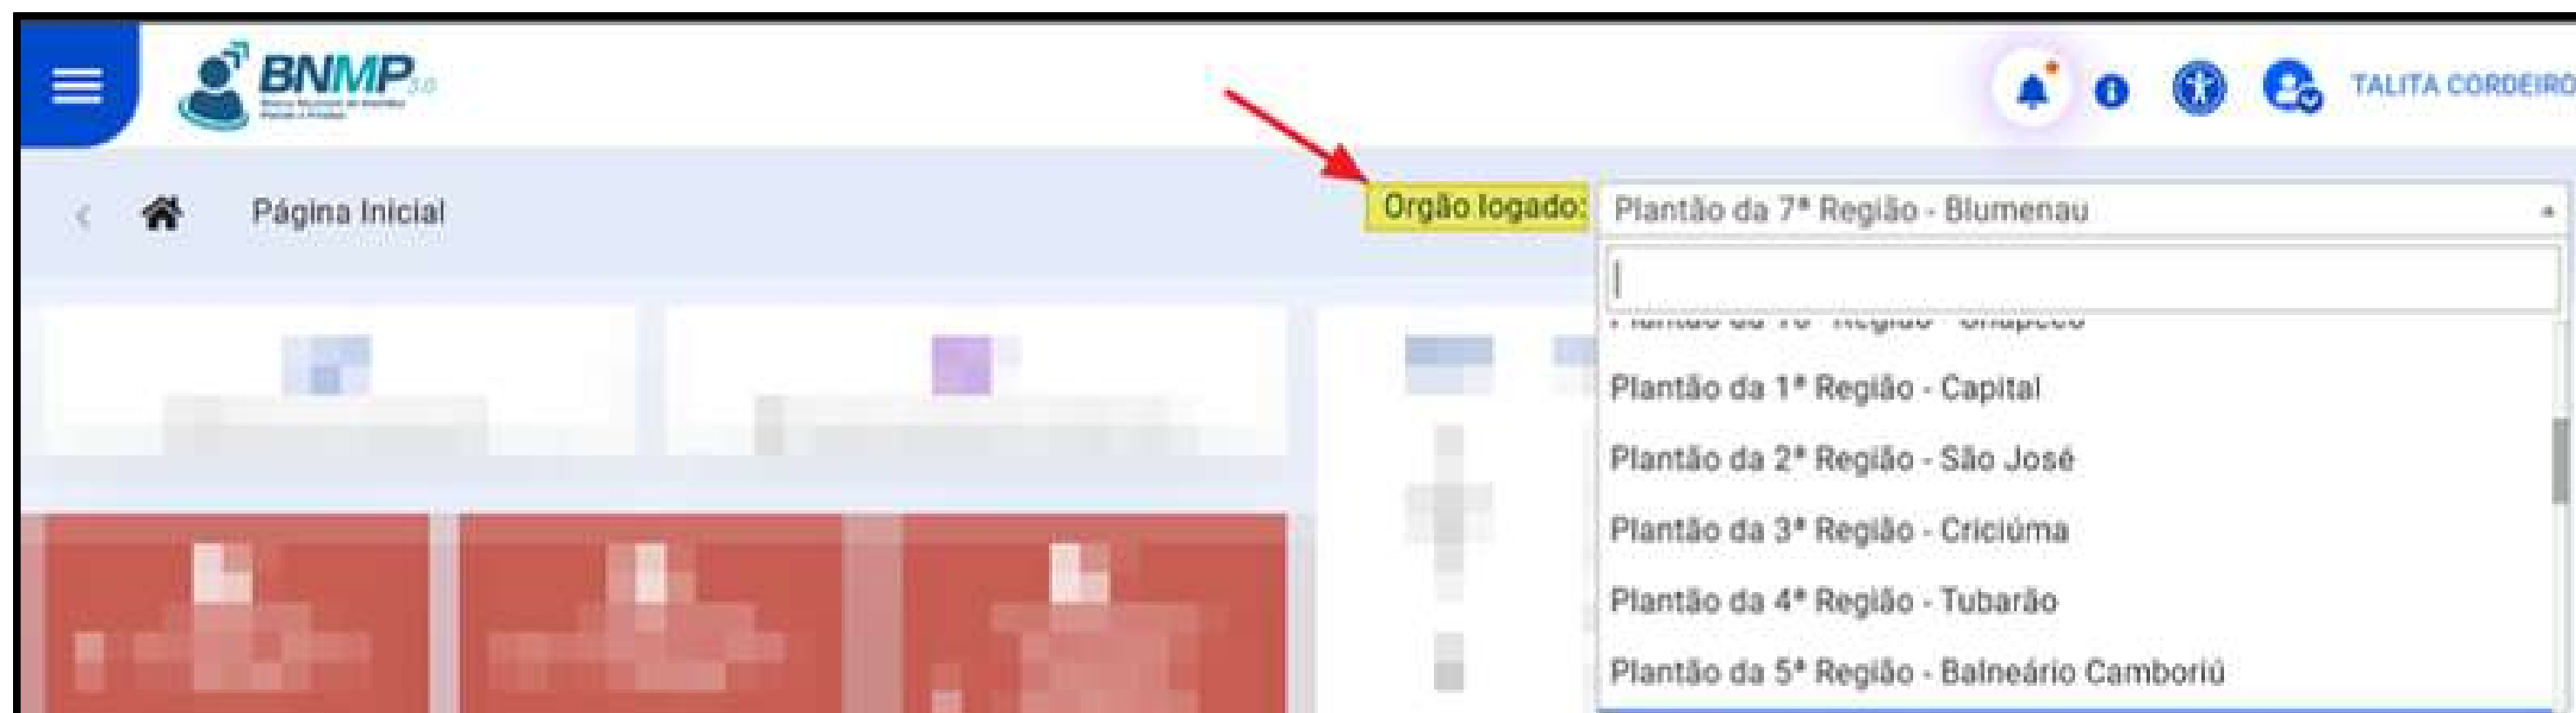 BNMP 3.0
TALITA CORDEIRO
Página Inicial
Orgão logado:
Plantão da 7ª Região - Blumenau
Plantão da 1ª Região - Capital
Plantão da 2ª Região - São José
Plantão da 3ª Região - Criciúma
Plantão da 4ª Região - Tubarão
Plantão da 5ª Região - Balneário Camboriú